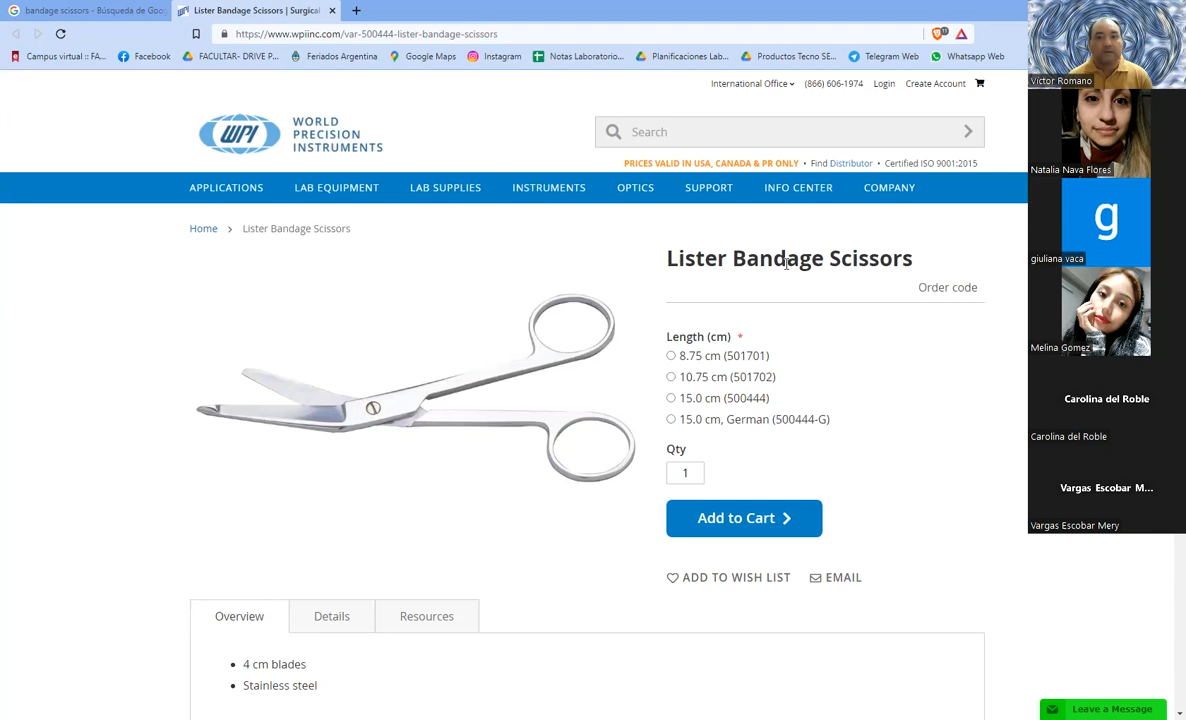 bandage scissors - Búsqueda de Goo
Lister Bandage Scissors | Surgical
https://www.wpiinc.com/var-500444-lister-bandage-scissors
Campus virtual :: FA...
Facebook
FACULTAR- DRIVE P...
Feriados Argentina
Google Maps
Instagram
Notas Laboratorio...
Planificaciones Lab...
Productos Tecno SE...
Telegram Web
Whatsapp Web
International Office
(866) 606-1974
Login
Create Account
WPI
WORLD
PRECISION
INSTRUMENTS
Search
PRICES VALID IN USA, CANADA & PR ONLY • Find Distributor • Certified ISO 9001:2015
APPLICATIONS
LAB EQUIPMENT
LAB SUPPLIES
INSTRUMENTS
OPTICS
SUPPORT
INFO CENTER
COMPANY
Home > Lister Bandage Scissors
Lister Bandage Scissors
Order code
Length (cm) *
8.75 cm (501701)
10.75 cm (501702)
15.0 cm (500444)
15.0 cm, German (500444-G)
Qty
1
Add to Cart
ADD TO WISH LIST
EMAIL
Overview
Details
Resources
• 4 cm blades
• Stainless steel
Leave a Message
Víctor Romano
Natalia Nava Flores
g
giuliana vaca
Melina Gomez
Carolina del Roble
Carolina del Roble
Vargas Escobar M...
Vargas Escobar Mery